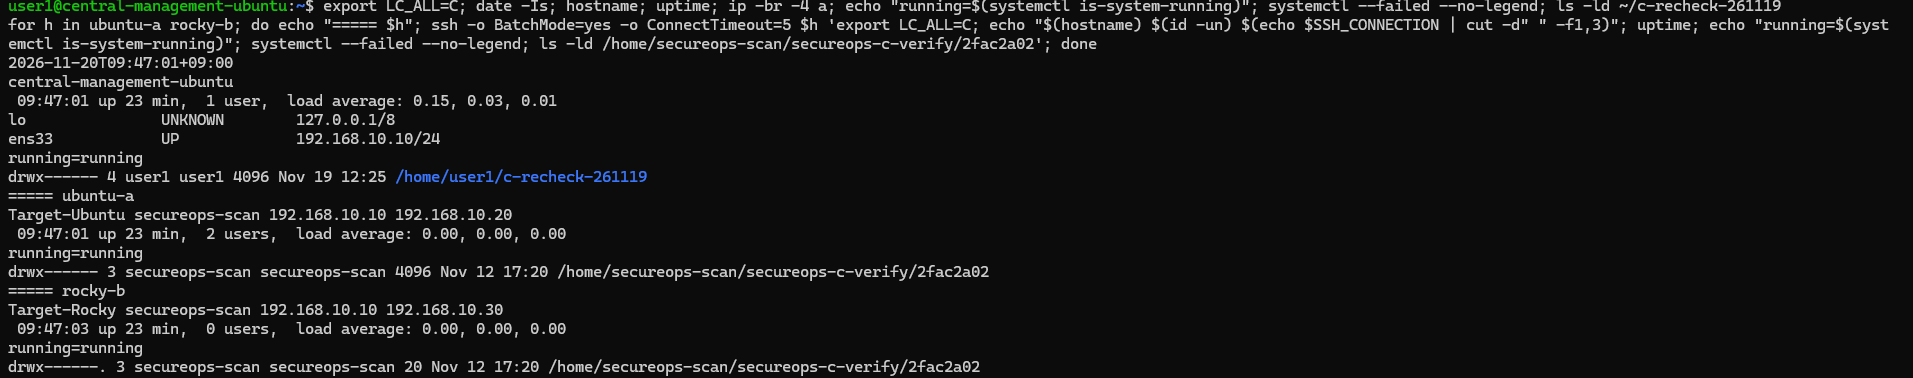 user1@central-management-ubuntu:~$ export LC_ALL=C; date -Is; hostname; uptime; ip -br -4 a; echo "running=$(systemctl is-system-running)"; systemctl --failed --no-legend; ls -ld ~/c-recheck-261119
for h in ubuntu-a rocky-b; do echo "===== $h"; ssh -o BatchMode=yes -o ConnectTimeout=5 $h 'export LC_ALL=C; echo "$(hostname) $(id -un) $(echo $SSH_CONNECTION | cut -d" " -f1,3)"; uptime; echo "running=$(syst
emctl is-system-running)"; systemctl --failed --no-legend; ls -ld /home/secureops-scan/secureops-c-verify/2fac2a02'; done
2026-11-20T09:47:01+09:00
central-management-ubuntu
 09:47:01 up 23 min,  1 user,  load average: 0.15, 0.03, 0.01
lo               UNKNOWN        127.0.0.1/8
ens33            UP             192.168.10.10/24
running=running
drwx------ 4 user1 user1 4096 Nov 19 12:25 /home/user1/c-recheck-261119
===== ubuntu-a
Target-Ubuntu secureops-scan 192.168.10.10 192.168.10.20
 09:47:01 up 23 min,  2 users,  load average: 0.00, 0.00, 0.00
running=running
drwx------ 3 secureops-scan secureops-scan 4096 Nov 12 17:20 /home/secureops-scan/secureops-c-verify/2fac2a02
===== rocky-b
Target-Rocky secureops-scan 192.168.10.10 192.168.10.30
 09:47:03 up 23 min,  0 users,  load average: 0.00, 0.00, 0.00
running=running
drwx------. 3 secureops-scan secureops-scan 20 Nov 12 17:20 /home/secureops-scan/secureops-c-verify/2fac2a02